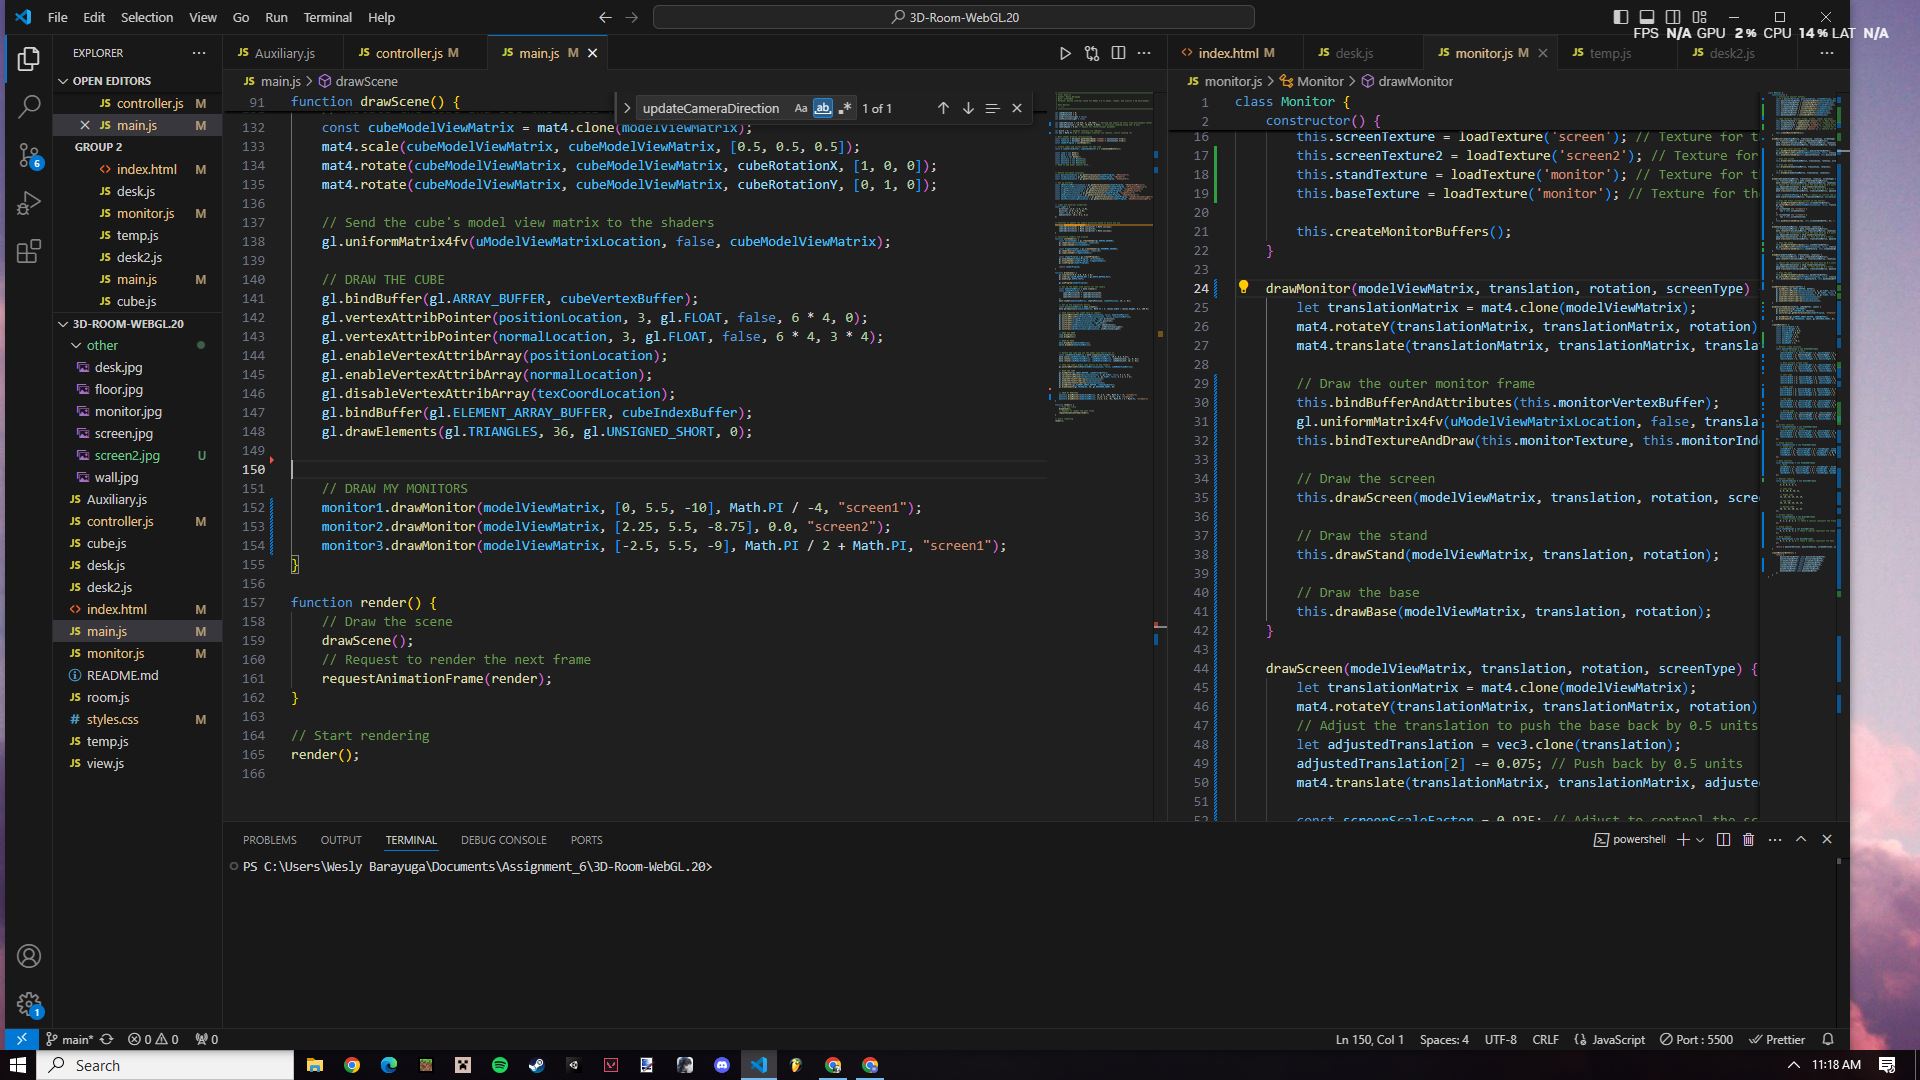 File Edit Selection View Go Run Terminal Help
3D-Room-WebGL.20
FPS N/A GPU 2 % CPU 14 % LAT N/A
EXPLORER
OPEN EDITORS
controller.js M
main.js M
GROUP 2
index.html M
desk.js
monitor.js M
temp.js
desk2.js
main.js M
cube.js
3D-ROOM-WEBGL.20
other
desk.jpg
floor.jpg
monitor.jpg
screen.jpg
screen2.jpg U
wall.jpg
Auxiliary.js
controller.js M
cube.js
desk.js
desk2.js
index.html M
main.js M
monitor.js M
README.md
room.js
styles.css M
temp.js
view.js
6
1
Auxiliary.js controller.js M main.js M
main.js > drawScene
updateCameraDirection Aa ab 1 of 1
91 function drawScene() {
132 const cubeModelViewMatrix = mat4.clone(modelViewMatrix);
133 mat4.scale(cubeModelViewMatrix, cubeModelViewMatrix, [0.5, 0.5, 0.5]);
134 mat4.rotate(cubeModelViewMatrix, cubeModelViewMatrix, cubeRotationX, [1, 0, 0]);
135 mat4.rotate(cubeModelViewMatrix, cubeModelViewMatrix, cubeRotationY, [0, 1, 0]);
136
137 // Send the cube's model view matrix to the shaders
138 gl.uniformMatrix4fv(uModelViewMatrixLocation, false, cubeModelViewMatrix);
139
140 // DRAW THE CUBE
141 gl.bindBuffer(gl.ARRAY_BUFFER, cubeVertexBuffer);
142 gl.vertexAttribPointer(positionLocation, 3, gl.FLOAT, false, 6 * 4, 0);
143 gl.vertexAttribPointer(normalLocation, 3, gl.FLOAT, false, 6 * 4, 3 * 4);
144 gl.enableVertexAttribArray(positionLocation);
145 gl.enableVertexAttribArray(normalLocation);
146 gl.disableVertexAttribArray(texCoordLocation);
147 gl.bindBuffer(gl.ELEMENT_ARRAY_BUFFER, cubeIndexBuffer);
148 gl.drawElements(gl.TRIANGLES, 36, gl.UNSIGNED_SHORT, 0);
149
150
151 // DRAW MY MONITORS
152 monitor1.drawMonitor(modelViewMatrix, [0, 5.5, -10], Math.PI / -4, "screen1");
153 monitor2.drawMonitor(modelViewMatrix, [2.25, 5.5, -8.75], 0.0, "screen2");
154 monitor3.drawMonitor(modelViewMatrix, [-2.5, 5.5, -9], Math.PI / 2 + Math.PI, "screen1");
155 }
156
157 function render() {
158 // Draw the scene
159 drawScene();
160 // Request to render the next frame
161 requestAnimationFrame(render);
162 }
163
164 // Start rendering
165 render();
166
index.html M desk.js monitor.js M temp.js desk2.js
monitor.js > Monitor > drawMonitor
1 class Monitor {
2 constructor() {
16 this.screenTexture = loadTexture('screen'); // Texture for t
17 this.screenTexture2 = loadTexture('screen2'); // Texture for
18 this.standTexture = loadTexture('monitor'); // Texture for t
19 this.baseTexture = loadTexture('monitor'); // Texture for the
20
21 this.createMonitorBuffers();
22 }
23
24 drawMonitor(modelViewMatrix, translation, rotation, screenType)
25 let translationMatrix = mat4.clone(modelViewMatrix);
26 mat4.rotateY(translationMatrix, translationMatrix, rotation)
27 mat4.translate(translationMatrix, translationMatrix, transla
28
29 // Draw the outer monitor frame
30 this.bindBufferAndAttributes(this.monitorVertexBuffer);
31 gl.uniformMatrix4fv(uModelViewMatrixLocation, false, transla
32 this.bindTextureAndDraw(this.monitorTexture, this.monitorInd
33
34 // Draw the screen
35 this.drawScreen(modelViewMatrix, translation, rotation, scre
36
37 // Draw the stand
38 this.drawStand(modelViewMatrix, translation, rotation);
39
40 // Draw the base
41 this.drawBase(modelViewMatrix, translation, rotation);
42 }
43
44 drawScreen(modelViewMatrix, translation, rotation, screenType) {
45 let translationMatrix = mat4.clone(modelViewMatrix);
46 mat4.rotateY(translationMatrix, translationMatrix, rotation)
47 // Adjust the translation to push the base back by 0.5 units
48 let adjustedTranslation = vec3.clone(translation);
49 adjustedTranslation[2] -= 0.075; // Push back by 0.5 units
50 mat4.translate(translationMatrix, translationMatrix, adjuste
51
52 const screenScaleFactor = 0.925; // Adjust to control the sc
PROBLEMS OUTPUT TERMINAL DEBUG CONSOLE PORTS
powershell
PS C:\Users\Wesly Barayuga\Documents\Assignment_6\3D-Room-WebGL.20>
main* 0 0 0
Ln 150, Col 1 Spaces: 4 UTF-8 CRLF JavaScript Port : 5500 Prettier
Search
11:18 AM